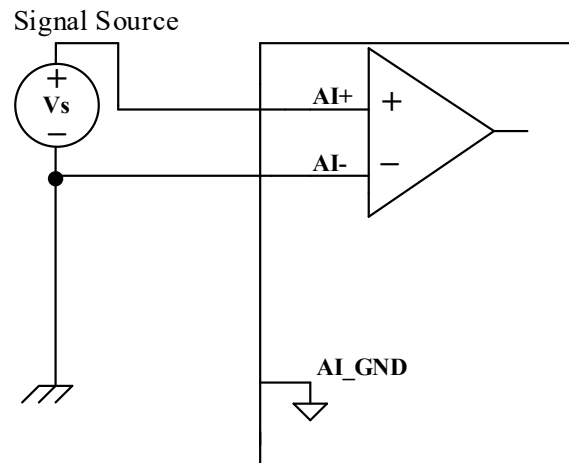 Signal Source
+
Vs
−
AI+
+
AI-
−
AI_GND